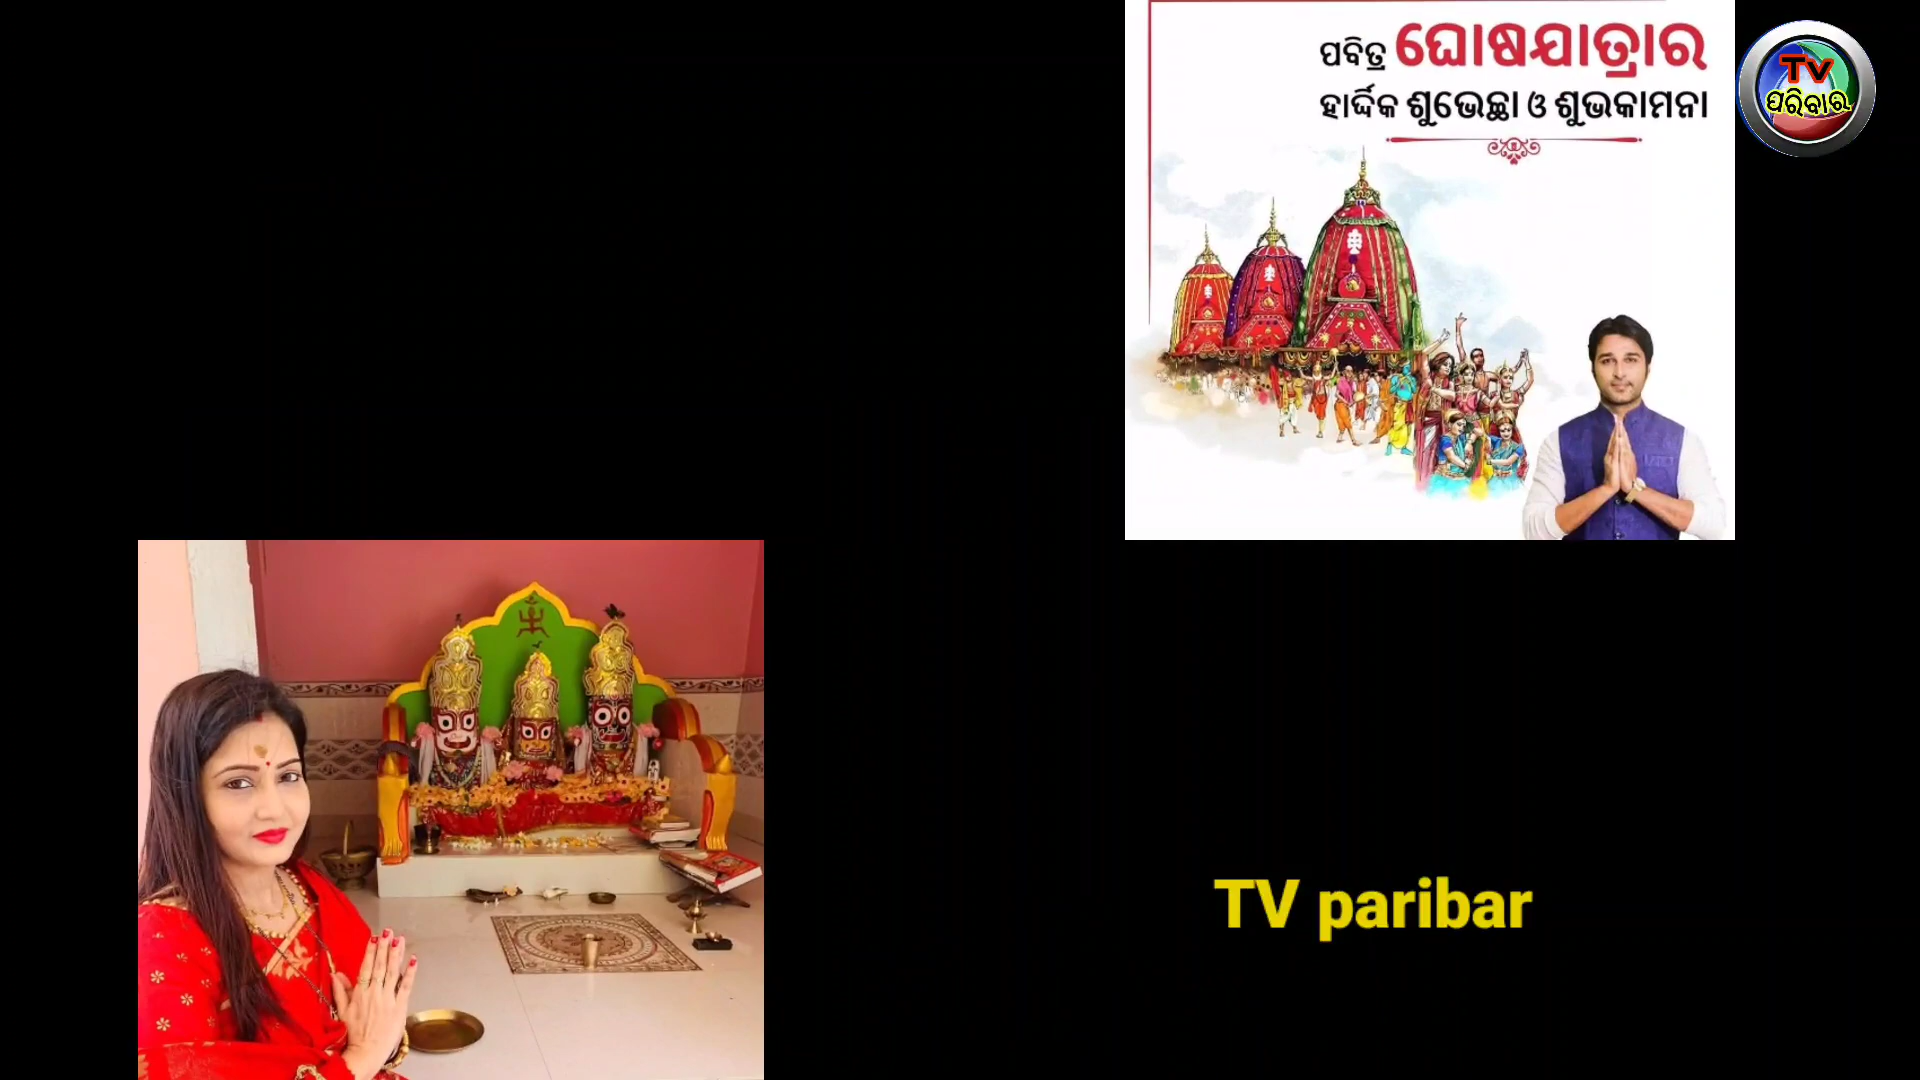 ପବିତ୍ର ଘୋଷଯାତ୍ରାର
ହାର୍ଦ୍ଦିକ ଶୁଭେଚ୍ଛା ଓ ଶୁଭକାମନା
TV
ପରିବାର
TV paribar